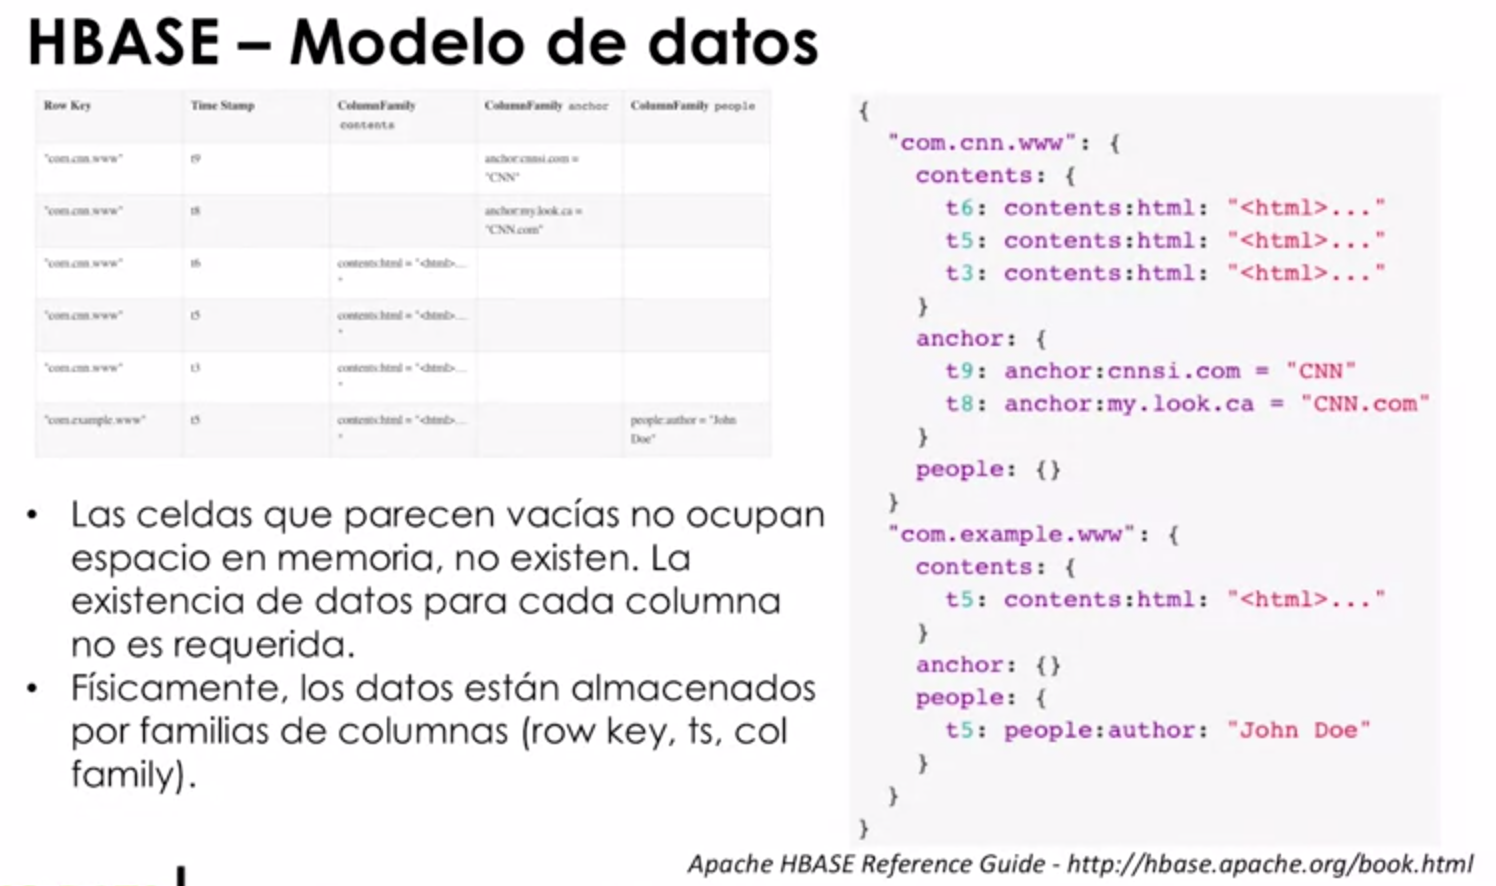 HBASE – Modelo de datos
Row Key Time Stamp ColumnFamily contents ColumnFamily anchor ColumnFamily people
"com.cnn.www" t9 anchor:cnnsi.com = "CNN"
"com.cnn.www" t8 anchor:my.look.ca = "CNN.com"
"com.cnn.www" t6 contents:html = "<html>…"
"com.cnn.www" t5 contents:html = "<html>…"
"com.cnn.www" t3 contents:html = "<html>…"
"com.example.www" t5 contents:html = "<html>…" people:author = "John Doe"
• Las celdas que parecen vacías no ocupan
espacio en memoria, no existen. La
existencia de datos para cada columna
no es requerida.
• Físicamente, los datos están almacenados
por familias de columnas (row key, ts, col
family).
{
"com.cnn.www": {
contents: {
t6: contents:html: "<html>..."
t5: contents:html: "<html>..."
t3: contents:html: "<html>..."
}
anchor: {
t9: anchor:cnnsi.com = "CNN"
t8: anchor:my.look.ca = "CNN.com"
}
people: {}
}
"com.example.www": {
contents: {
t5: contents:html: "<html>..."
}
anchor: {}
people: {
t5: people:author: "John Doe"
}
}
}
Apache HBASE Reference Guide - http://hbase.apache.org/book.html